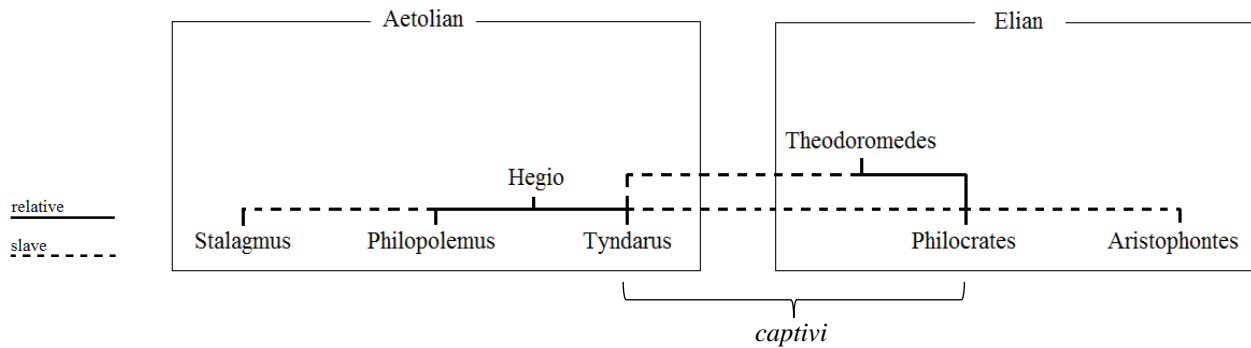 Aetolian
Elian
Theodoromedes
Hegio
relative
slave
Stalagmus
Philopolemus
Tyndarus
Philocrates
Aristophontes
captivi